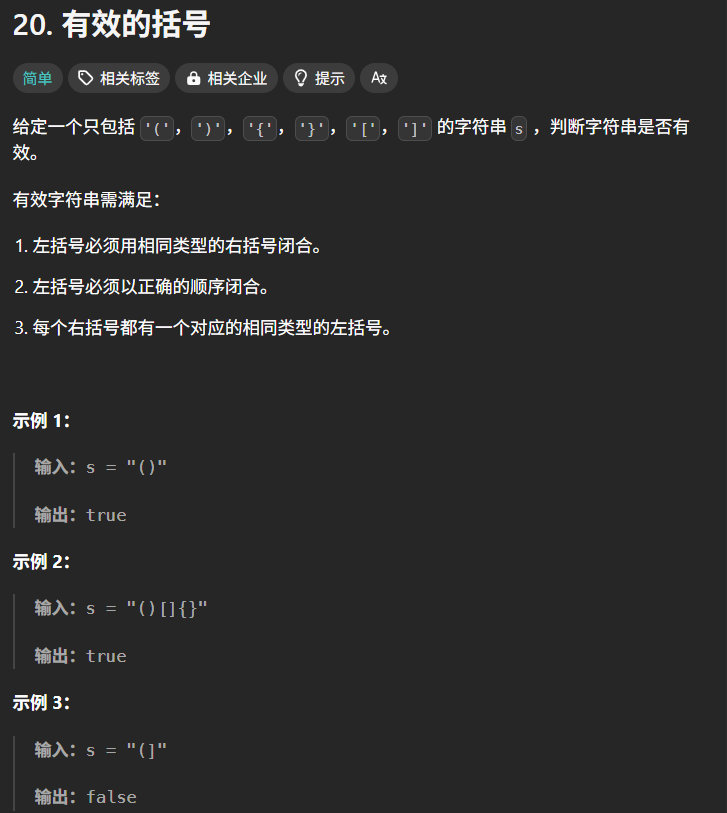 20. 有效的括号
简单 相关标签 相关企业 提示 A文
给定一个只包括 '('，')'，'{'，'}'，'['，']' 的字符串 s ，判断字符串是否有
效。
有效字符串需满足：
1. 左括号必须用相同类型的右括号闭合。
2. 左括号必须以正确的顺序闭合。
3. 每个右括号都有一个对应的相同类型的左括号。
示例 1：
输入：s = "()"
输出：true
示例 2：
输入：s = "()[]{}"
输出：true
示例 3：
输入：s = "(]"
输出：false